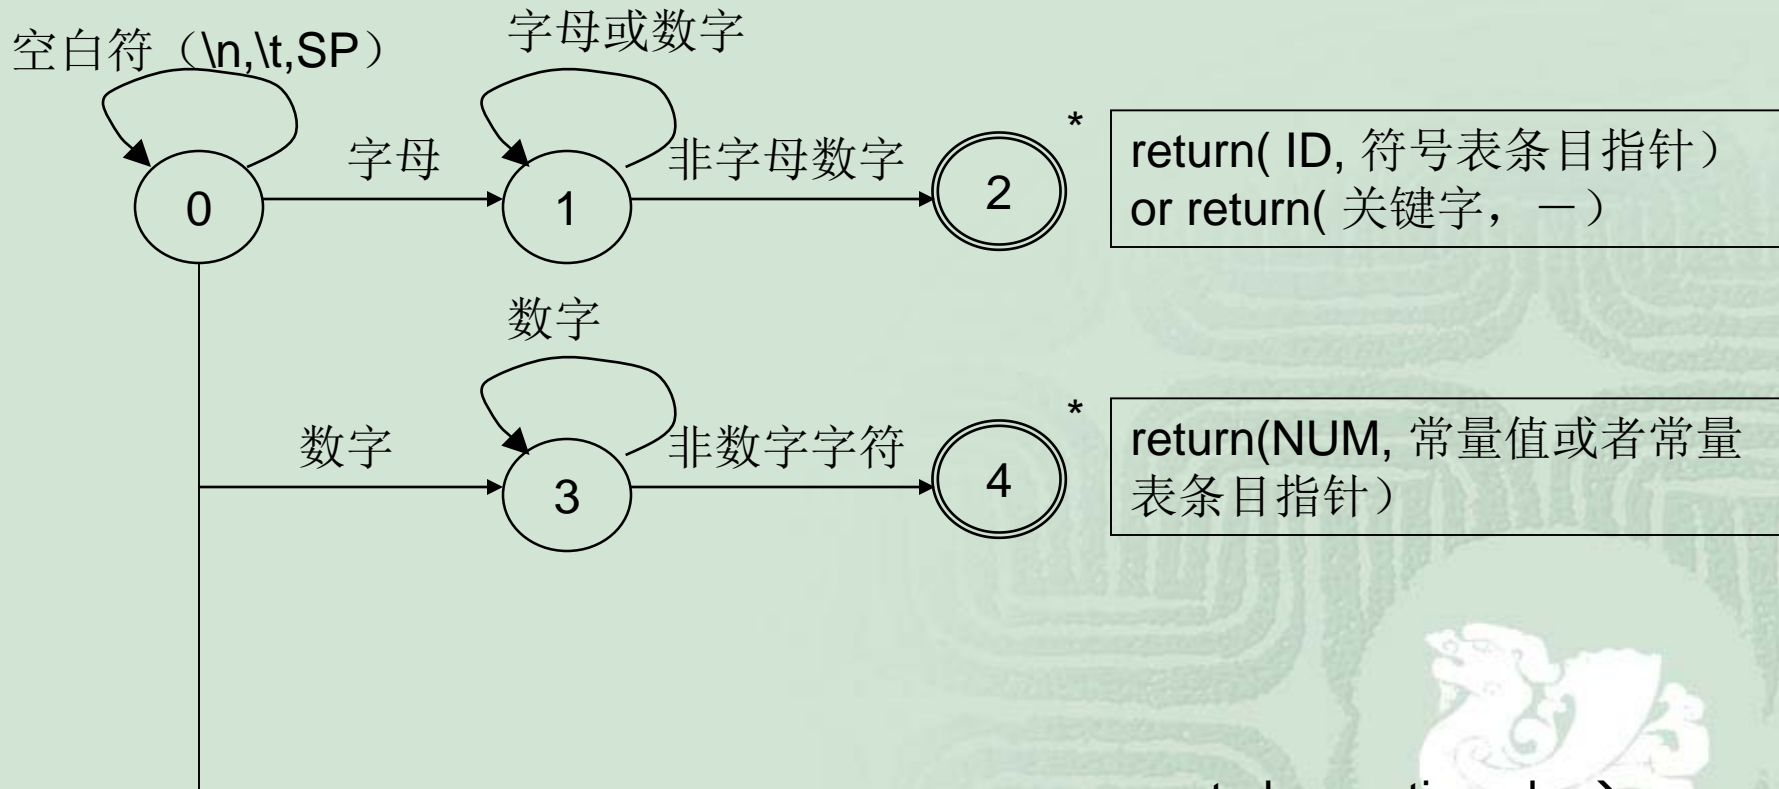 空白符（\n,\t,SP）
字母或数字
0
字母
1
非字母数字
2
*
return( ID, 符号表条目指针）
or return( 关键字，－）
数字
数字
3
非数字字符
4
*
return(NUM, 常量值或者常量
表条目指针）